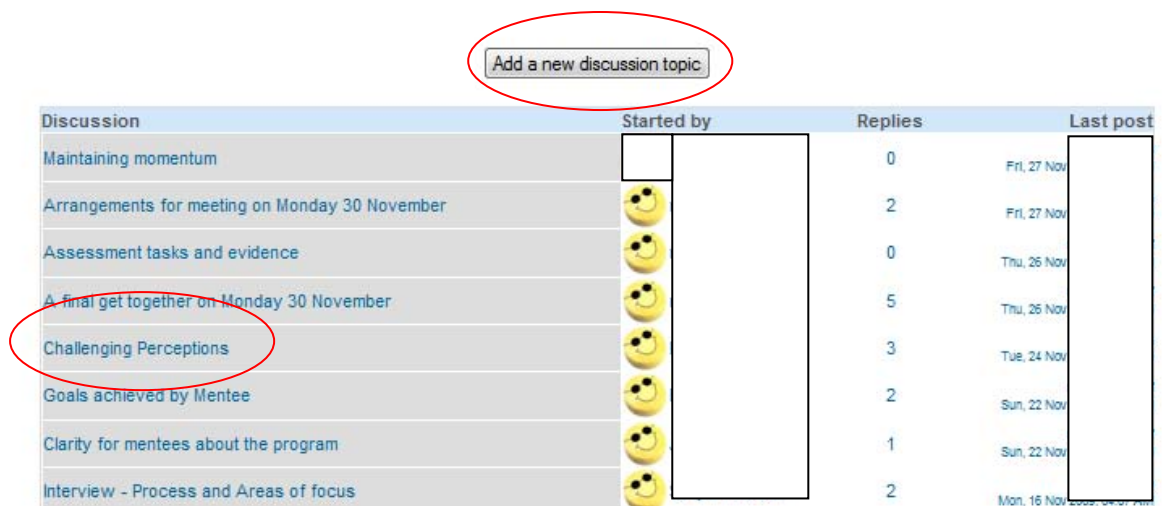 Add a new discussion topic
Discussion Started by Replies Last post
Maintaining momentum 0 Fri, 27 Nov
Arrangements for meeting on Monday 30 November 2 Fri, 27 Nov
Assessment tasks and evidence 0 Thu, 26 Nov
A final get together on Monday 30 November 5 Thu, 26 Nov
Challenging Perceptions 3 Tue, 24 Nov
Goals achieved by Mentee 2 Sun, 22 Nov
Clarity for mentees about the program 1 Sun, 22 Nov
Interview - Process and Areas of focus 2 Mon, 16 Nov